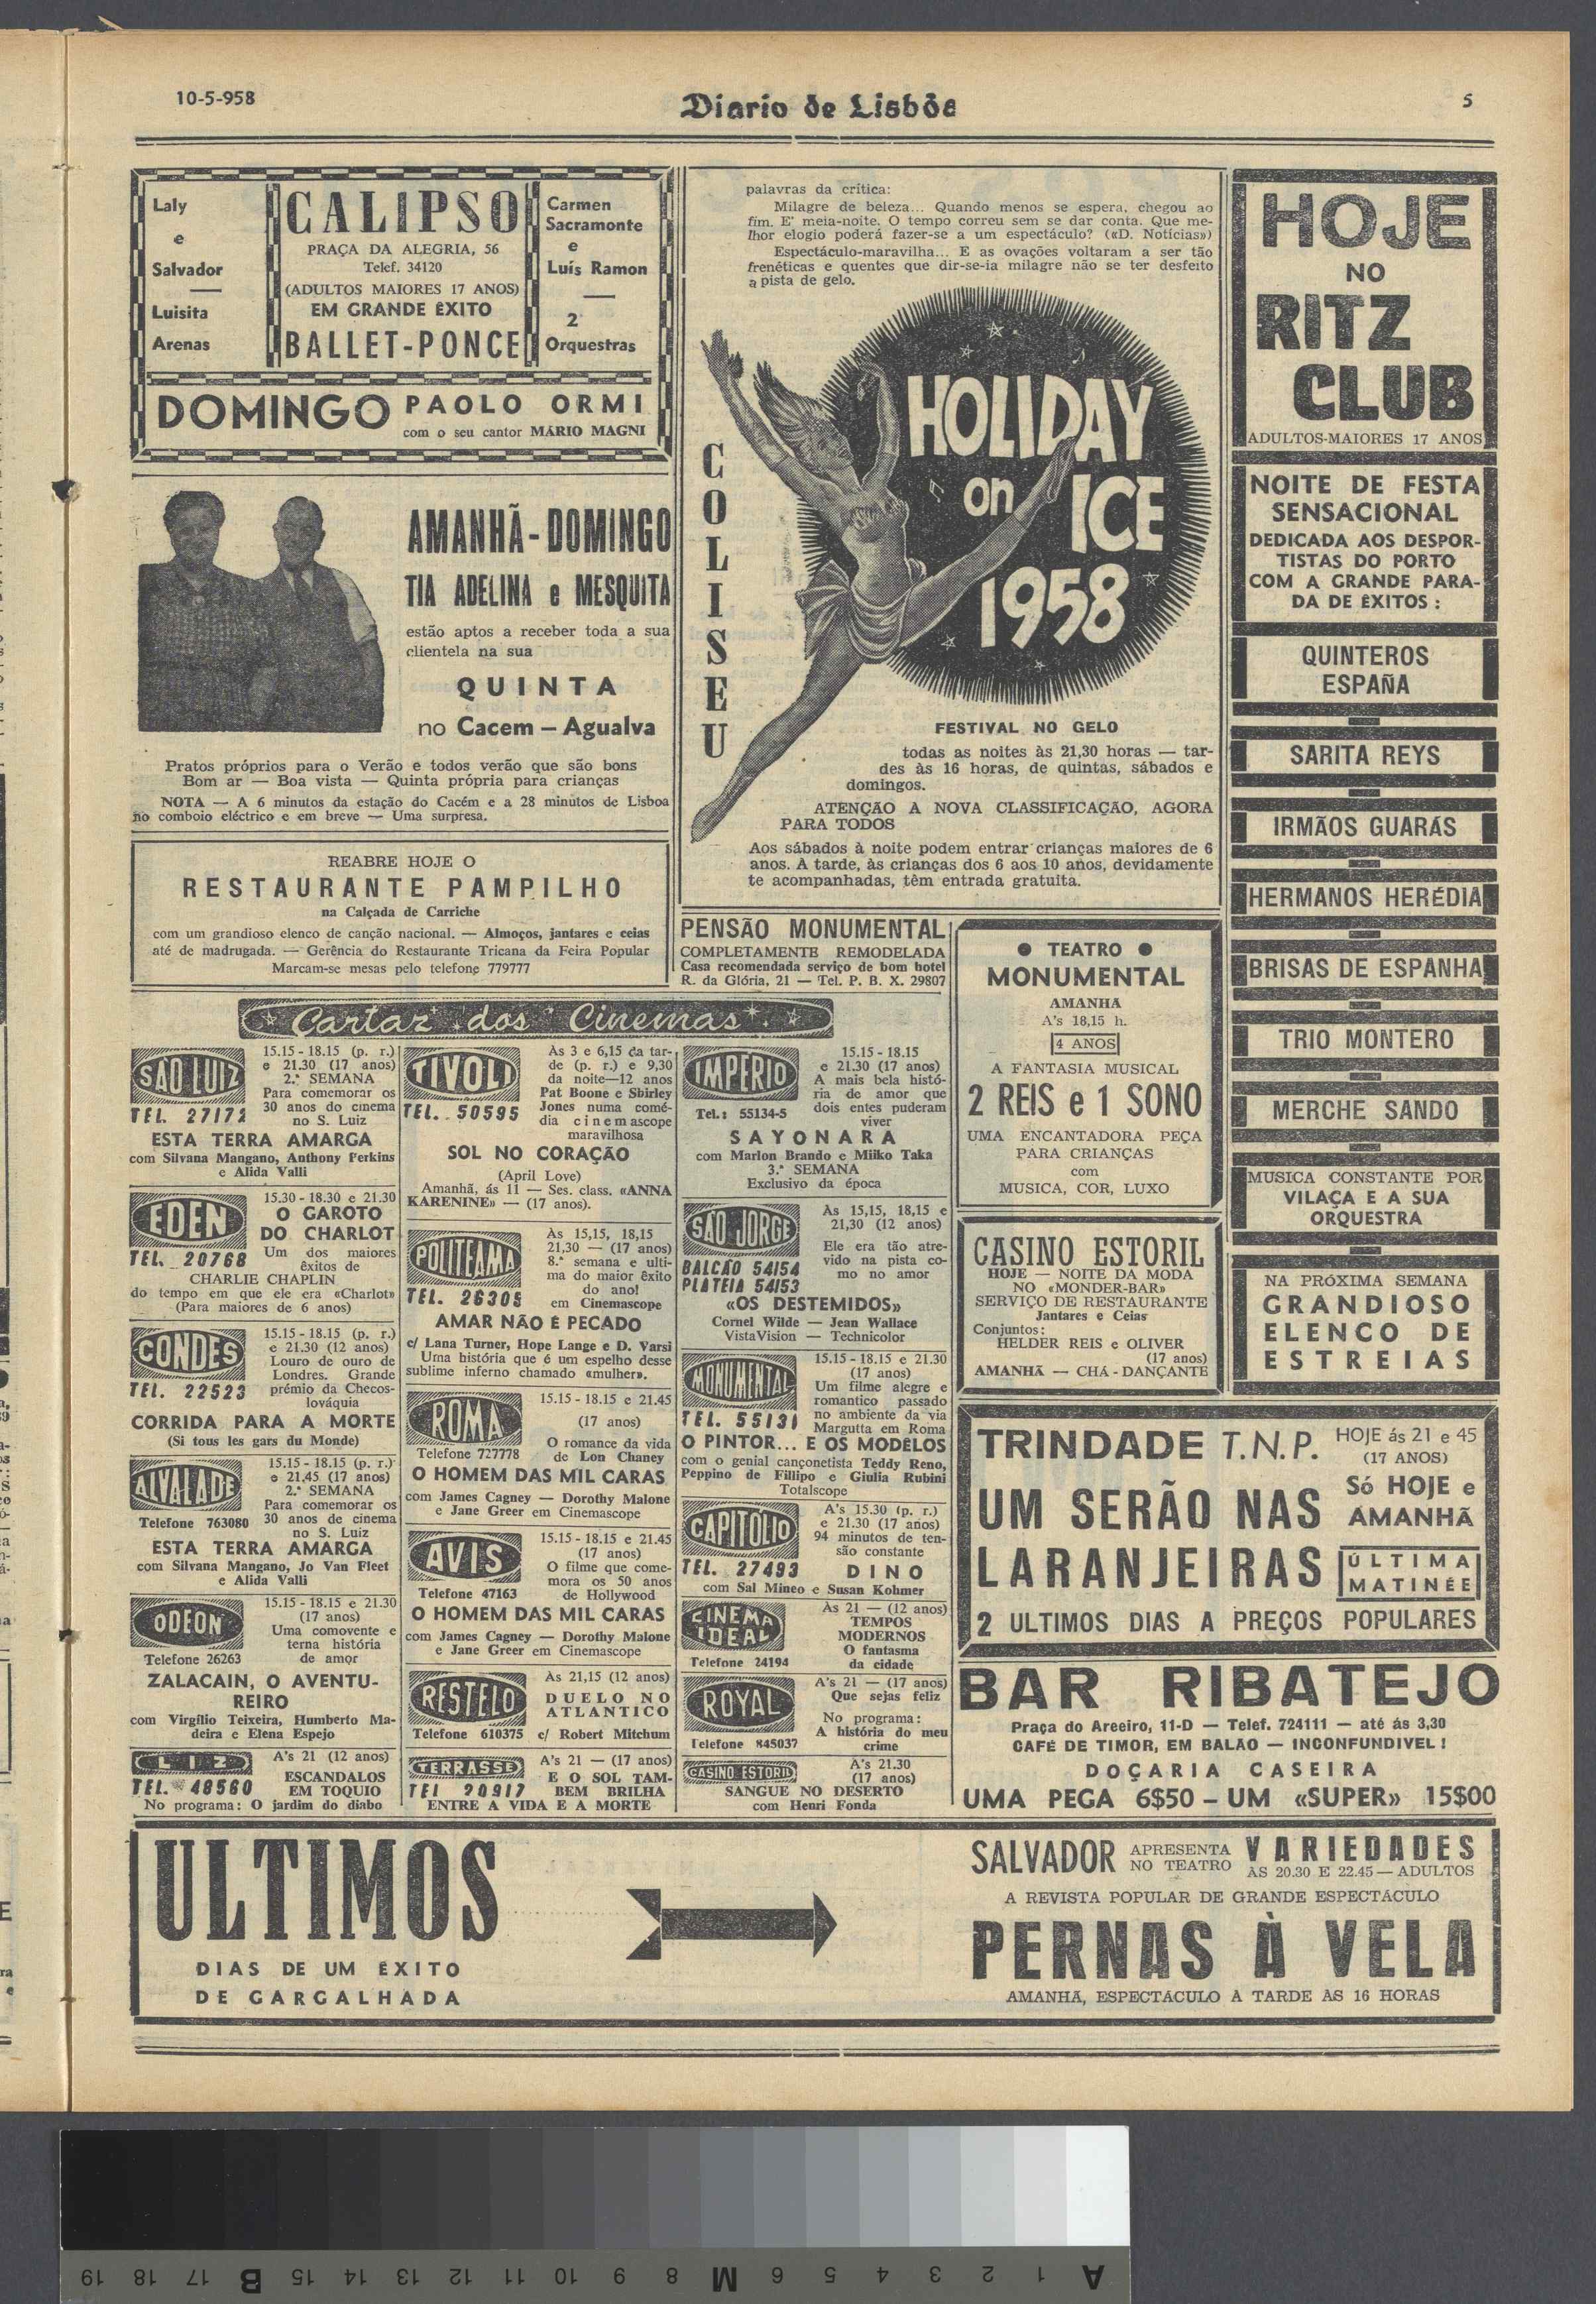 10-5-958
Diario de Lisbôa
5
Laly
e
Salvador
Luisita
Arenas
CALIPSO
PRAÇA DA ALEGRIA, 56
Telef. 34120
(ADULTOS MAIORES 17 ANOS)
EM GRANDE ÊXITO
BALLET-PONCE
Carmen
Sacramonte
e
Luís Ramon
2
Orquestras
DOMINGO PAOLO ORMI
com o seu cantor MÁRIO MAGNI
AMANHÃ-DOMINGO
TIA ADELINA e MESQUITA
estão aptos a receber toda a sua
clientela na sua
QUINTA
no Cacem – Agualva
Pratos próprios para o Verão e todos verão que são bons
Bom ar — Boa vista — Quinta própria para crianças
NOTA — A 6 minutos da estação do Cacém e a 28 minutos de Lisboa
no comboio eléctrico e em breve — Uma surpresa.
REABRE HOJE O
RESTAURANTE PAMPILHO
na Calçada de Carriche
com um grandioso elenco de canção nacional. — Almoços, jantares e ceias
até de madrugada. — Gerência do Restaurante Tricana da Feira Popular
Marcam-se mesas pelo telefone 779777
palavras da crítica:
Milagre de beleza... Quando menos se espera, chegou ao
fim. E' meia-noite. O tempo correu sem se dar conta. Que me-
lhor elogio poderá fazer-se a um espectáculo? («D. Notícias»)
Espectáculo-maravilha... E as ovações voltaram a ser tão
frenéticas e quentes que dir-se-ia milagre não se ter desfeito
a pista de gelo.
COLISEU
HOLIDAY
on ICE
1958
FESTIVAL NO GELO
todas as noites às 21,30 horas — tar-
des às 16 horas, de quintas, sábados e
domingos.
ATENÇÃO A NOVA CLASSIFICAÇÃO, AGORA
PARA TODOS
Aos sábados à noite podem entrar crianças maiores de 6
anos. À tarde, às crianças dos 6 aos 10 anos, devidamente
te acompanhadas, têm entrada gratuita.
HOJE
NO
RITZ
CLUB
ADULTOS-MAIORES 17 ANOS
NOITE DE FESTA
SENSACIONAL
DEDICADA AOS DESPOR-
TISTAS DO PORTO
COM A GRANDE PARA-
DA DE ÊXITOS :
QUINTEROS
ESPAÑA
SARITA REYS
IRMÃOS GUARÁS
HERMANOS HERÉDIA
BRISAS DE ESPANHA
TRIO MONTERO
MERCHE SANDO
MUSICA CONSTANTE POR
VILAÇA E A SUA
ORQUESTRA
NA PRÓXIMA SEMANA
GRANDIOSO
ELENCO DE
ESTREIAS
PENSÃO MONUMENTAL
COMPLETAMENTE REMODELADA
Casa recomendada serviço de bom hotel
R. da Glória, 21 — Tel. P. B. X. 29807
TEATRO
MONUMENTAL
AMANHÃ
A's 18,15 h.
4 ANOS
A FANTASIA MUSICAL
2 REIS e 1 SONO
UMA ENCANTADORA PEÇA
PARA CRIANÇAS
com
MUSICA, COR, LUXO
CASINO ESTORIL
HOJE — NOITE DA MODA
NO «MONDER-BAR»
SERVIÇO DE RESTAURANTE
Jantares e Ceias
Conjuntos:
HELDER REIS e OLIVER
(17 anos)
AMANHÃ — CHÁ-DANÇANTE
Cartaz dos Cinemas
SÃO LUIZ
TEL. 27172
15.15-18.15 (p. r.)
e 21.30 (17 anos)
2.ª SEMANA
Para comemorar os
30 anos do cinema
no S. Luiz
ESTA TERRA AMARGA
com Silvana Mangano, Anthony Perkins
e Alida Valli
EDEN
TEL. 20768
15.30-18.30 e 21.30
O GAROTO
DO CHARLOT
Um dos maiores
êxitos de
CHARLIE CHAPLIN
do tempo em que ele era «Charlot»
(Para maiores de 6 anos)
CONDES
TEL. 22523
15.15-18.15 (p. r.)
e 21.30 (12 anos)
Louro de ouro de
Londres. Grande
prémio da Checos-
lováquia
CORRIDA PARA A MORTE
(Si tous les gars du Monde)
ALVALADE
Telefone 763080
15.15-18.15 (p. r.)
e 21,45 (17 anos)
2.ª SEMANA
Para comemorar os
30 anos de cinema
no S. Luiz
ESTA TERRA AMARGA
com Silvana Mangano, Jo Van Fleet
e Alida Valli
ODEON
Telefone 26263
15.15-18.15 e 21.30
(17 anos)
Uma comovente e
terna história
de amor
ZALACAIN, O AVENTU-
REIRO
com Virgílio Teixeira, Humberto Ma-
deira e Elena Espejo
LIZ
TEL. 48560
A's 21 (12 anos)
ESCANDALOS
EM TOQUIO
No programa: O jardim do diabo
TIVOLI
TEL. 50595
Às 3 e 6,15 da tar-
de (p. r.) e 9,30
da noite—12 anos
Pat Boone e Shirley
Jones numa comé-
dia cinemascope
maravilhosa
SOL NO CORAÇÃO
(April Love)
Amanhã, ás 11 — Ses. class. «ANNA
KARENINE» — (17 anos).
POLITEAMA
TEL. 26305
Às 15,15, 18,15
21,30 — (17 anos)
8.ª semana e ulti-
ma do maior êxito
do ano!
em Cinemascope
AMAR NÃO É PECADO
c/ Lana Turner, Hope Lange e D. Varsi
Uma história que é um espelho desse
sublime inferno chamado «mulher».
ROMA
Telefone 727778
15.15-18.15 e 21.45
(17 anos)
O romance da vida
de Lon Chaney
O HOMEM DAS MIL CARAS
com James Cagney — Dorothy Malone
e Jane Greer em Cinemascope
AVIS
Telefone 47163
15.15-18.15 e 21.45
(17 anos)
O filme que come-
mora os 50 anos
de Hollywood
O HOMEM DAS MIL CARAS
com James Cagney — Dorothy Malone
e Jane Greer em Cinemascope
RESTELO
Telefone 610375
Às 21,15 (12 anos)
DUELO NO
ATLANTICO
c/ Robert Mitchum
TERRASSE
TEL 20917
A's 21 — (17 anos)
E O SOL TAM-
BEM BRILHA
ENTRE A VIDA E A MORTE
IMPERIO
Tel.: 55134-5
15.15-18.15
e 21.30 (17 anos)
A mais bela histó-
ria de amor que
dois entes puderam
viver
SAYONARA
com Marlon Brando e Miiko Taka
3.ª SEMANA
Exclusivo da época
SÃO JORGE
BALCÃO 54154
PLATEIA 54153
Às 15,15, 18,15 e
21,30 (12 anos)
Ele era tão atre-
vido na pista co-
mo no amor
«OS DESTEMIDOS»
Cornel Wilde — Jean Wallace
VistaVision — Technicolor
MONUMENTAL
TEL. 55131
15.15-18.15 e 21.30
(17 anos)
Um filme alegre e
romantico passado
no ambiente da via
Margutta em Roma
O PINTOR... E OS MODELOS
com o genial cançonetista Teddy Reno,
Peppino de Fillipo e Giulia Rubini
Totalscope
CAPITÓLIO
TEL. 27493
A's 15.30 (p. r.)
e 21.30 (17 anos)
94 minutos de ten-
são constante
DINO
com Sal Mineo e Susan Kohmer
CINEMA
IDEAL
Telefone 24194
Às 21 — (12 anos)
TEMPOS
MODERNOS
O fantasma
da cidade
ROYAL
Telefone 845037
A's 21 — (17 anos)
Que sejas feliz
No programa:
A história do meu
crime
CASINO ESTORIL
A's 21.30
(17 anos)
SANGUE NO DESERTO
com Henri Fonda
TRINDADE T.N.P. HOJE ás 21 e 45
(17 ANOS)
UM SERÃO NAS
LARANJEIRAS
Só HOJE e
AMANHÃ
ÚLTIMA
MATINÉE
2 ULTIMOS DIAS A PREÇOS POPULARES
BAR RIBATEJO
Praça do Areeiro, 11-D — Telef. 724111 — até ás 3,30
CAFÉ DE TIMOR, EM BALÃO — INCONFUNDIVEL!
DOÇARIA CASEIRA
UMA PEGA 6$50 – UM «SUPER» 15$00
ULTIMOS
DIAS DE UM ÊXITO
DE GARGALHADA
SALVADOR APRESENTA
NO TEATRO VARIEDADES
ÀS 20.30 E 22.45 — ADULTOS
A REVISTA POPULAR DE GRANDE ESPECTÁCULO
PERNAS À VELA
AMANHÃ, ESPECTÁCULO À TARDE ÀS 16 HORAS
A 1 2 3 4 5 6 M 8 9 10 11 12 13 14 15 B 17 18 19